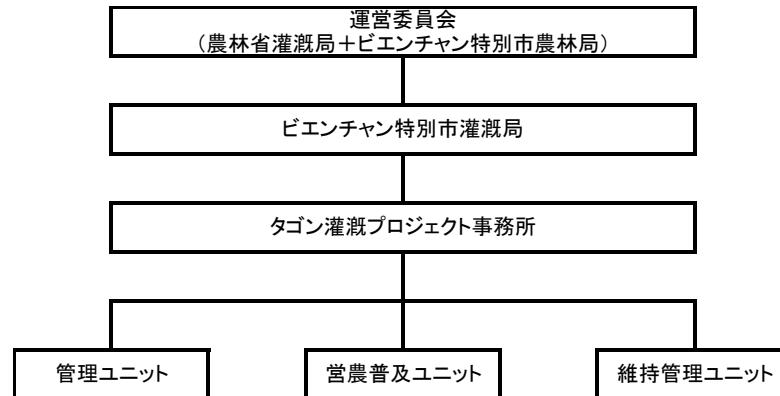 運営委員会
(農林省灌漑局+ビエンチャン特別市農林局)
ビエンチャン特別市灌漑局
タゴン灌漑プロジェクト事務所
管理ユニット
営農普及ユニット
維持管理ユニット